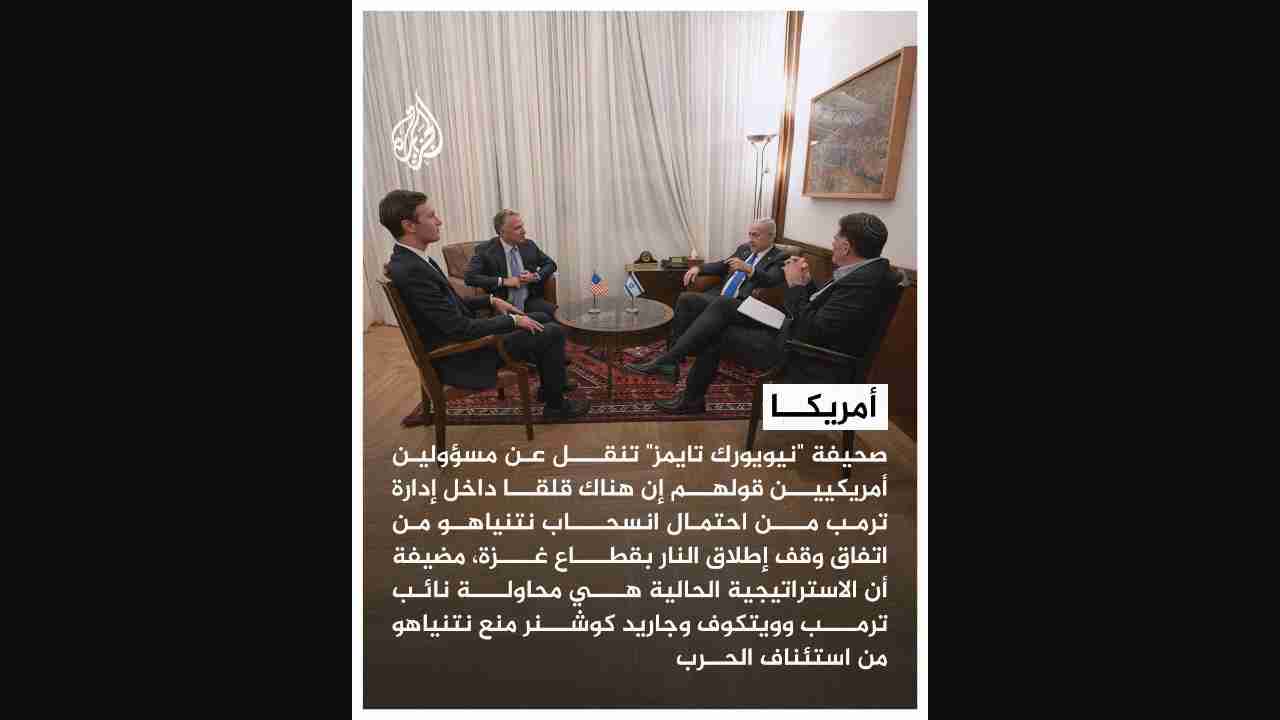 الجزيرة
أمريكا
صحيفة "نيويورك تايمز" تنقل عن مسؤولين
أمريكيين قولهم إن هناك قلقا داخل إدارة
ترمب من احتمال انسحاب نتنياهو من
اتفاق وقف إطلاق النار بقطاع غزة، مضيفة
أن الاستراتيجية الحالية هي محاولة نائب
ترمب وويتكوف وجاريد كوشنر منع نتنياهو
من استئناف الحرب